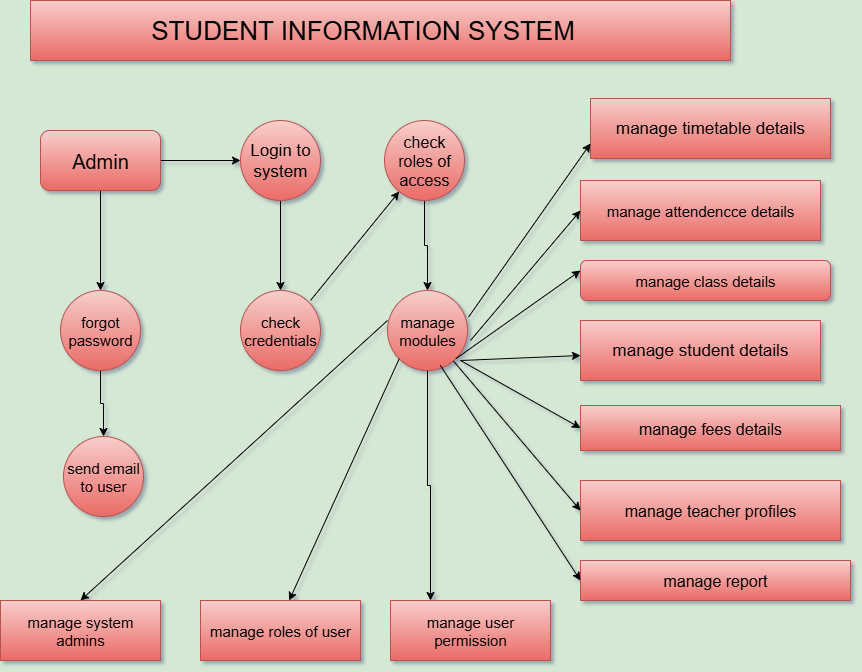 STUDENT INFORMATION SYSTEM
Admin
Login to
system
check
roles of
access
manage timetable details
manage attendencce details
manage class details
forgot
password
check
credentials
manage
modules
manage student details
manage fees details
send email
to user
manage teacher profiles
manage report
manage system
admins
manage roles of user
manage user
permission